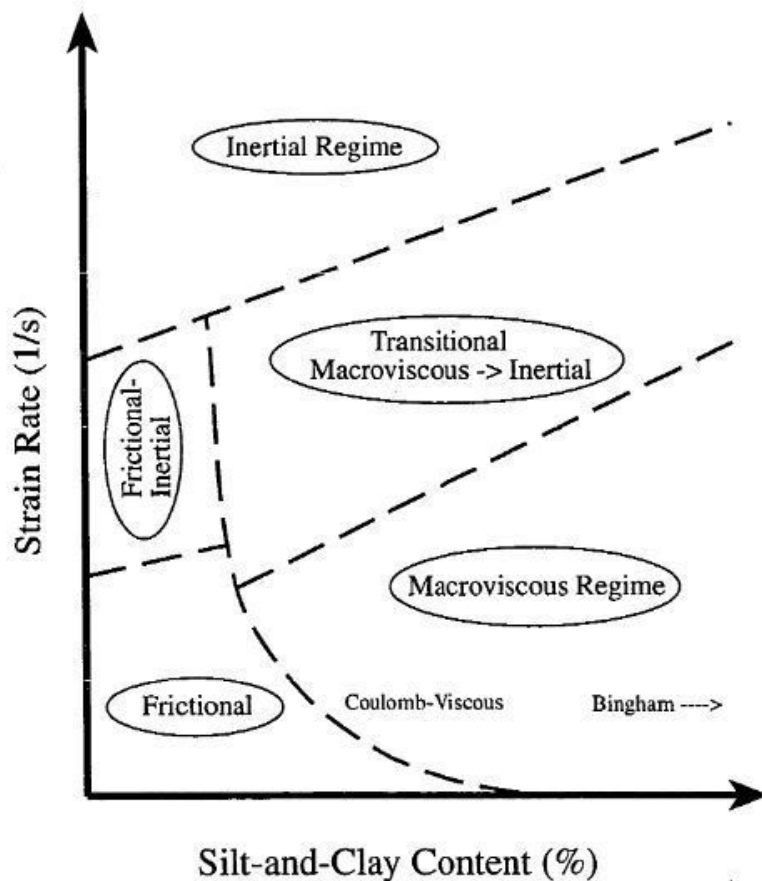 Inertial Regime
Transitional
Macroviscous -> Inertial
Frictional-
Inertial
Strain Rate (1/s)
Macroviscous Regime
Frictional
Coulomb-Viscous
Bingham ---->
Silt-and-Clay Content (%)